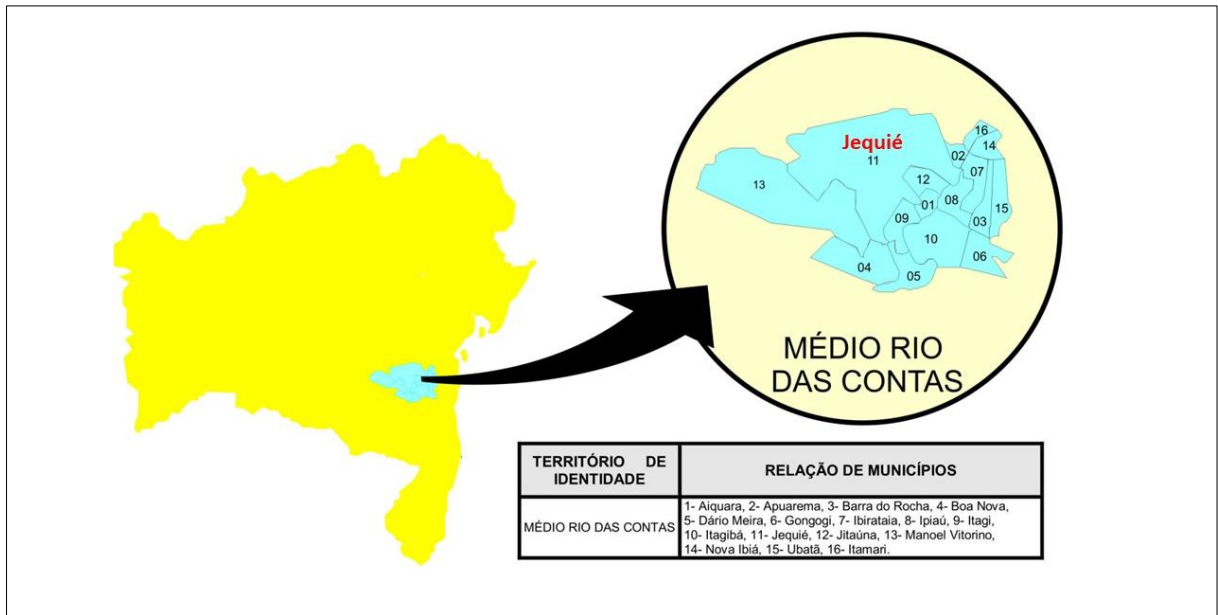 Jequié
16
14
02
11
07
12
13
08
01
15
09
03
10
06
04
05
MÉDIO RIO
DAS CONTAS
TERRITÓRIO DE
IDENTIDADE
RELAÇÃO DE MUNICÍPIOS
MÉDIO RIO DAS CONTAS
1- Aiquara, 2- Apuarema, 3- Barra do Rocha, 4- Boa Nova,
5- Dário Meira, 6- Gongogi, 7- Ibirataia, 8- Ipiaú, 9- Itagi,
10- Itagibá, 11- Jequié, 12- Jitaúna, 13- Manoel Vitorino,
14- Nova Ibiá, 15- Ubatã, 16- Itamari.